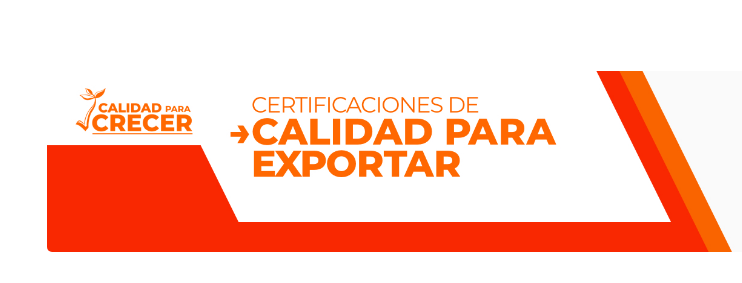 CALIDAD PARA
CRECER
CERTIFICACIONES DE
CALIDAD PARA
EXPORTAR